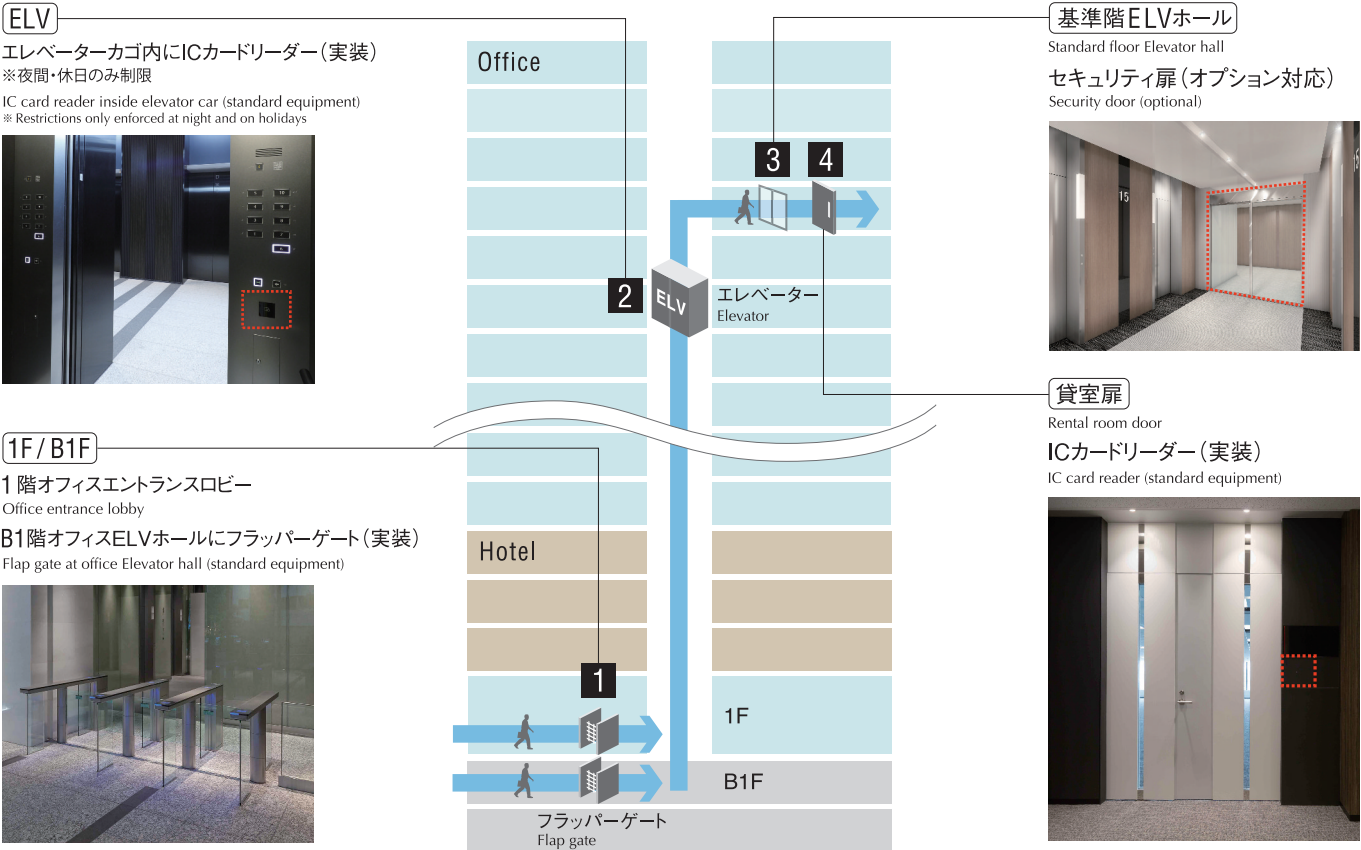 ELV
エレベーターカゴ内にICカードリーダー（実装）
※夜間・休日のみ制限
IC card reader inside elevator car (standard equipment)
※ Restrictions only enforced at night and on holidays
1F/B1F
1階オフィスエントランスロビー
Office entrance lobby
B1階オフィスELVホールにフラッパーゲート（実装）
Flap gate at office Elevator hall (standard equipment)
Office
3
4
2
ELV
エレベーター
Elevator
Hotel
1
1F
B1F
フラッパーゲート
Flap gate
基準階ELVホール
Standard floor Elevator hall
セキュリティ扉（オプション対応）
Security door (optional)
15
貸室扉
Rental room door
ICカードリーダー（実装）
IC card reader (standard equipment)